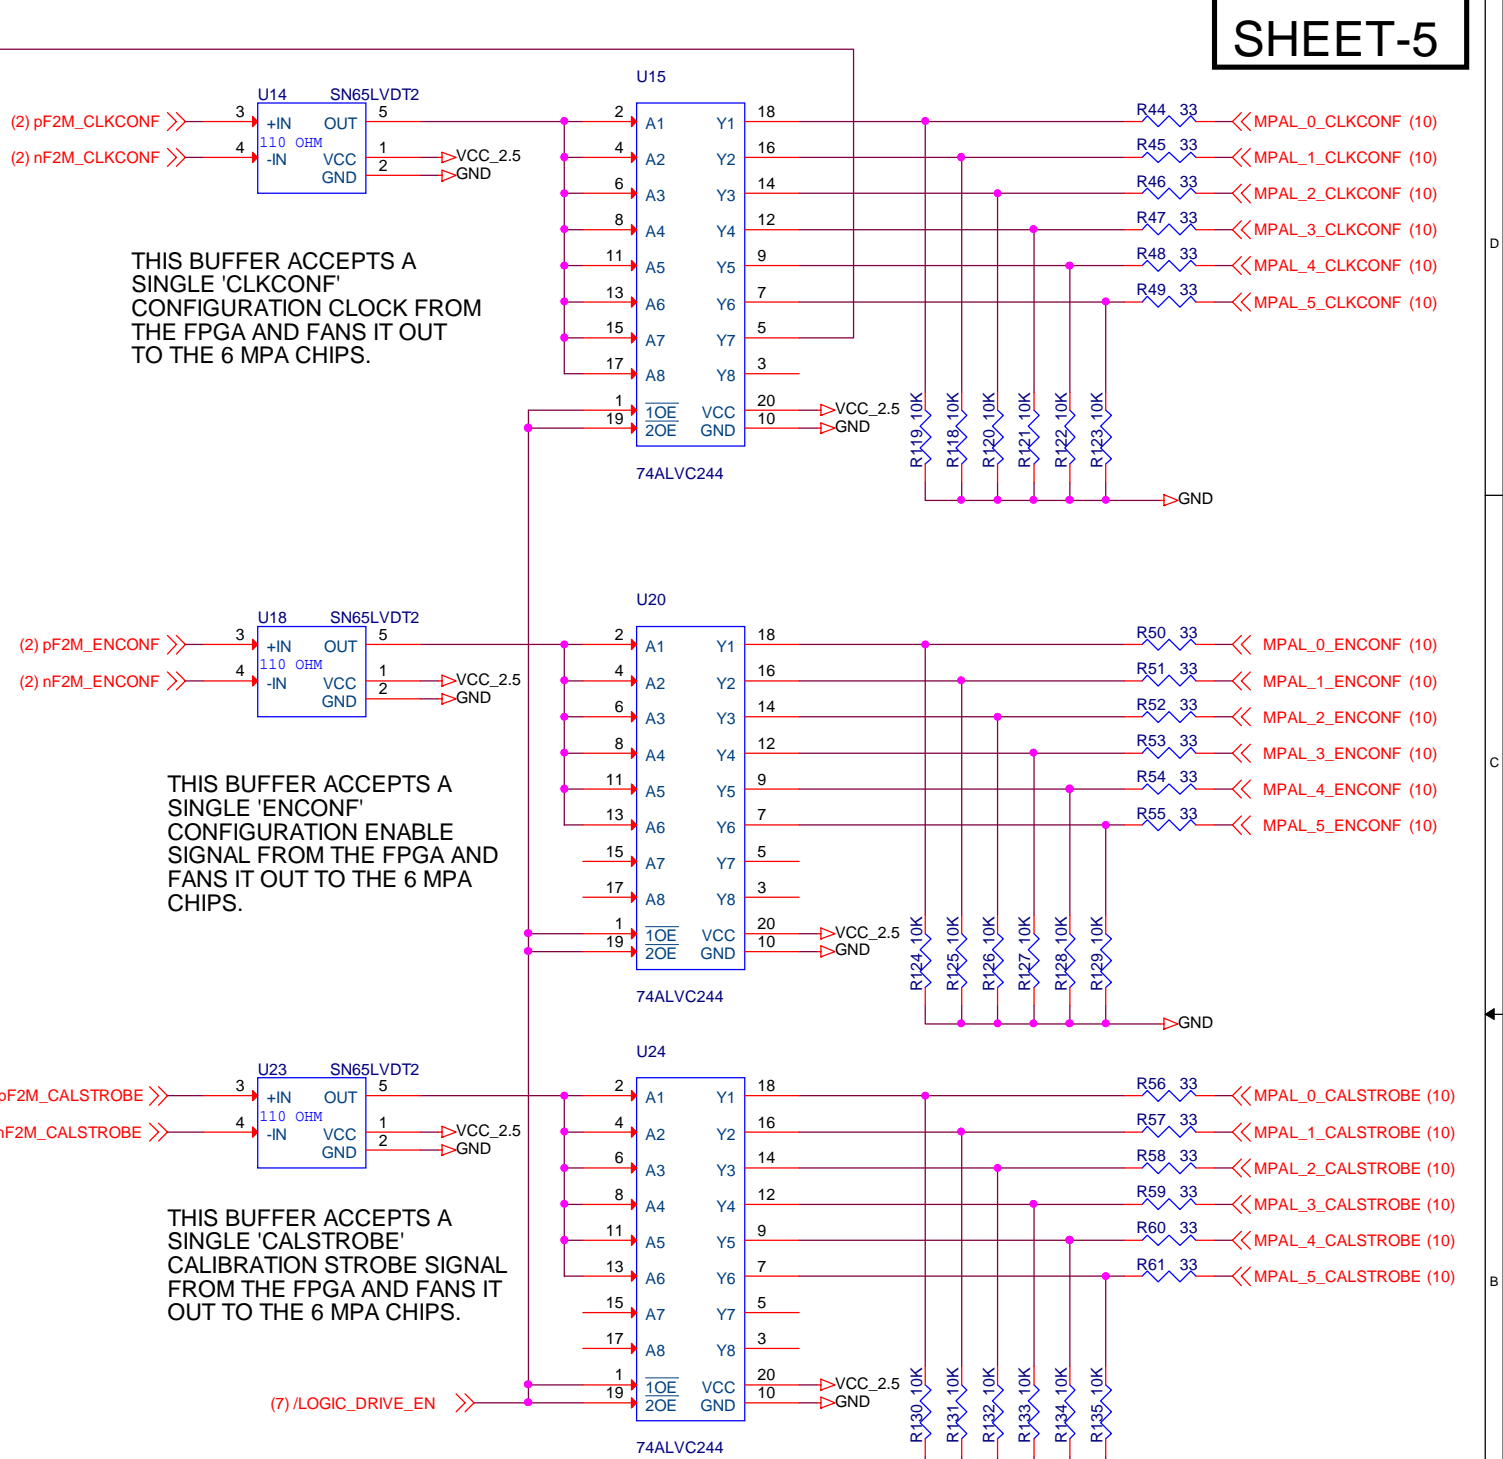 SHEET-5
U14 SN65LVDT2
(2) pF2M_CLKCONF 3 +IN OUT 5
110 OHM
(2) nF2M_CLKCONF 4 -IN VCC 1 VCC_2.5
GND 2 GND
THIS BUFFER ACCEPTS A
SINGLE 'CLKCONF'
CONFIGURATION CLOCK FROM
THE FPGA AND FANS IT OUT
TO THE 6 MPA CHIPS.
U15
2 A1 Y1 18 R44 33 MPAL_0_CLKCONF (10)
4 A2 Y2 16 R45 33 MPAL_1_CLKCONF (10)
6 A3 Y3 14 R46 33 MPAL_2_CLKCONF (10)
8 A4 Y4 12 R47 33 MPAL_3_CLKCONF (10)
11 A5 Y5 9 R48 33 MPAL_4_CLKCONF (10)
13 A6 Y6 7 R49 33 MPAL_5_CLKCONF (10)
15 A7 Y7 5
17 A8 Y8 3
1 1OE VCC 20 VCC_2.5
19 2OE GND 10 GND
74ALVC244
R119 10K
R118 10K
R120 10K
R121 10K
R122 10K
R123 10K
GND
U18 SN65LVDT2
(2) pF2M_ENCONF 3 +IN OUT 5
110 OHM
(2) nF2M_ENCONF 4 -IN VCC 1 VCC_2.5
GND 2 GND
THIS BUFFER ACCEPTS A
SINGLE 'ENCONF'
CONFIGURATION ENABLE
SIGNAL FROM THE FPGA AND
FANS IT OUT TO THE 6 MPA
CHIPS.
U20
2 A1 Y1 18 R50 33 MPAL_0_ENCONF (10)
4 A2 Y2 16 R51 33 MPAL_1_ENCONF (10)
6 A3 Y3 14 R52 33 MPAL_2_ENCONF (10)
8 A4 Y4 12 R53 33 MPAL_3_ENCONF (10)
11 A5 Y5 9 R54 33 MPAL_4_ENCONF (10)
13 A6 Y6 7 R55 33 MPAL_5_ENCONF (10)
15 A7 Y7 5
17 A8 Y8 3
1 1OE VCC 20 VCC_2.5
19 2OE GND 10 GND
74ALVC244
R124 10K
R125 10K
R126 10K
R127 10K
R128 10K
R129 10K
GND
U23 SN65LVDT2
pF2M_CALSTROBE 3 +IN OUT 5
110 OHM
nF2M_CALSTROBE 4 -IN VCC 1 VCC_2.5
GND 2 GND
THIS BUFFER ACCEPTS A
SINGLE 'CALSTROBE'
CALIBRATION STROBE SIGNAL
FROM THE FPGA AND FANS IT
OUT TO THE 6 MPA CHIPS.
(7) /LOGIC_DRIVE_EN
U24
2 A1 Y1 18 R56 33 MPAL_0_CALSTROBE (10)
4 A2 Y2 16 R57 33 MPAL_1_CALSTROBE (10)
6 A3 Y3 14 R58 33 MPAL_2_CALSTROBE (10)
8 A4 Y4 12 R59 33 MPAL_3_CALSTROBE (10)
11 A5 Y5 9 R60 33 MPAL_4_CALSTROBE (10)
13 A6 Y6 7 R61 33 MPAL_5_CALSTROBE (10)
15 A7 Y7 5
17 A8 Y8 3
1 1OE VCC 20 VCC_2.5
19 2OE GND 10 GND
74ALVC244
R130 10K
R131 10K
R132 10K
R133 10K
R134 10K
R135 10K
D
C
B